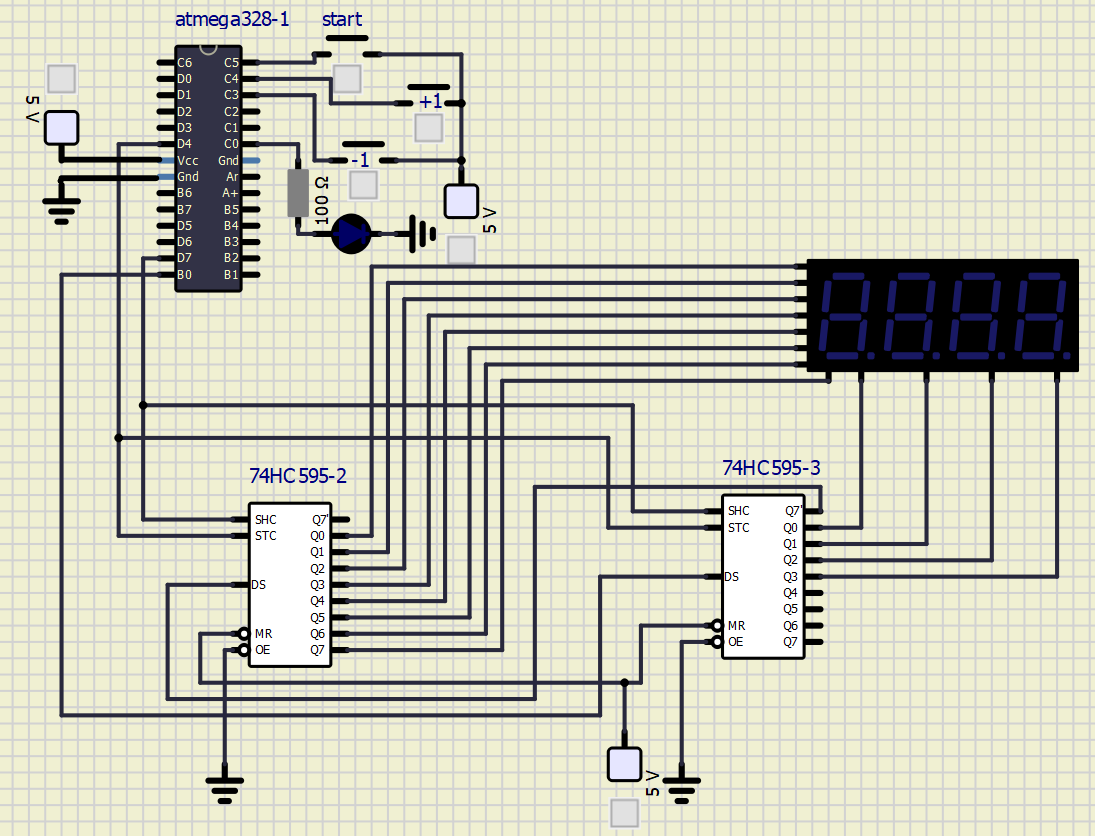 atmega328-1
start
C6 C5
D0 C4
D1 C3
D2 C2
D3 C1
D4 C0
Vcc Gnd
Gnd Ar
B6 A+
B7 B5
D5 B4
D6 B3
D7 B2
B0 B1
5 V
+1
-1
100 Ω
5 V
74HC595-2
SHC Q7'
STC Q0
Q1
Q2
DS Q3
Q4
Q5
MR Q6
OE Q7
74HC595-3
SHC Q7'
STC Q0
Q1
Q2
DS Q3
Q4
Q5
MR Q6
OE Q7
5 V